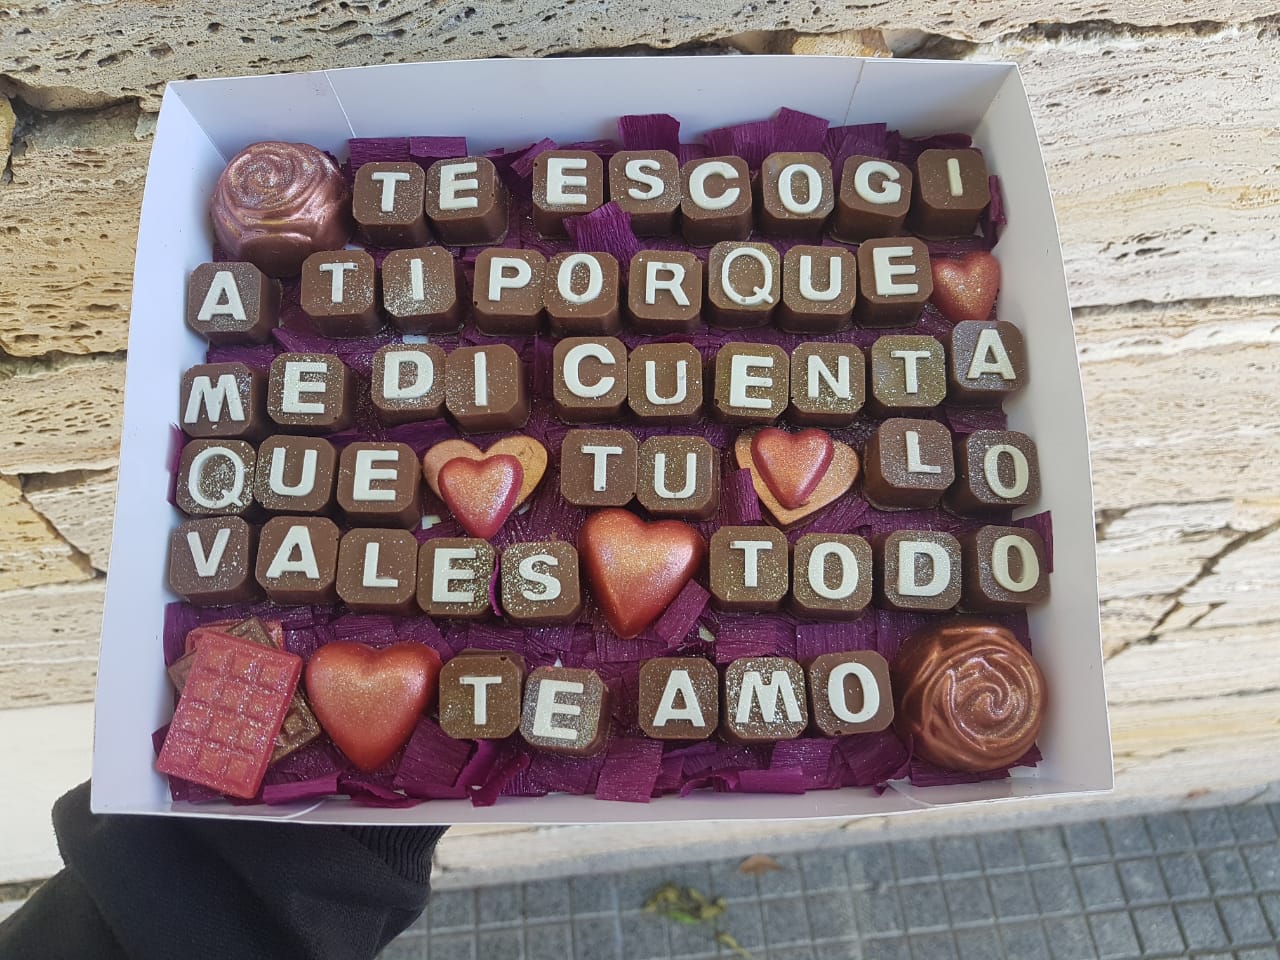 TE ESCOGI
A TI PORQUE
ME DI CUENTA
QUE TU LO
VALES TODO
TE AMO